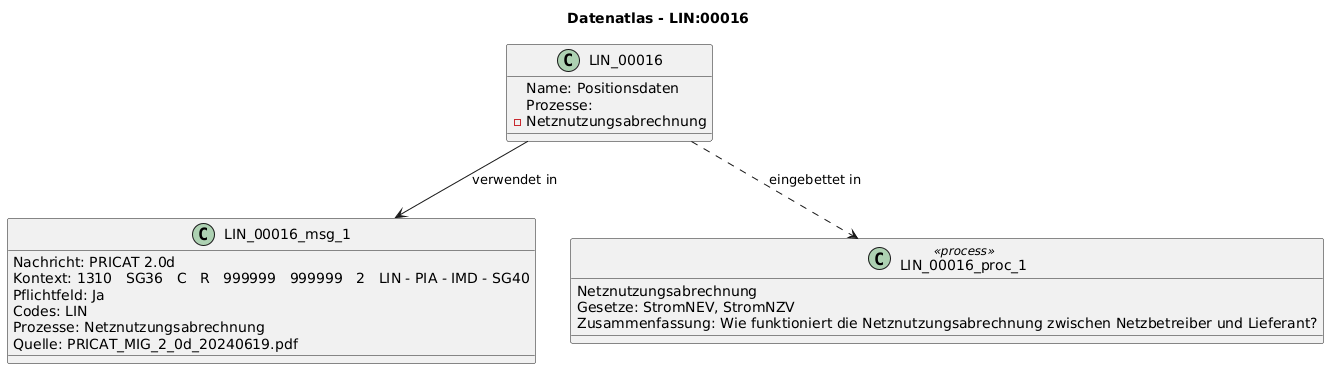 Datenatlas - LIN:00016
C LIN_00016
Name: Positionsdaten
Prozesse:
Netznutzungsabrechnung
verwendet in
eingebettet in
C LIN_00016_msg_1
Nachricht: PRICAT 2.0d
Kontext: 1310   SG36   C   R   999999   999999   2   LIN - PIA - IMD - SG40
Pflichtfeld: Ja
Codes: LIN
Prozesse: Netznutzungsabrechnung
Quelle: PRICAT_MIG_2_0d_20240619.pdf
«process»
C LIN_00016_proc_1
Netznutzungsabrechnung
Gesetze: StromNEV, StromNZV
Zusammenfassung: Wie funktioniert die Netznutzungsabrechnung zwischen Netzbetreiber und Lieferant?